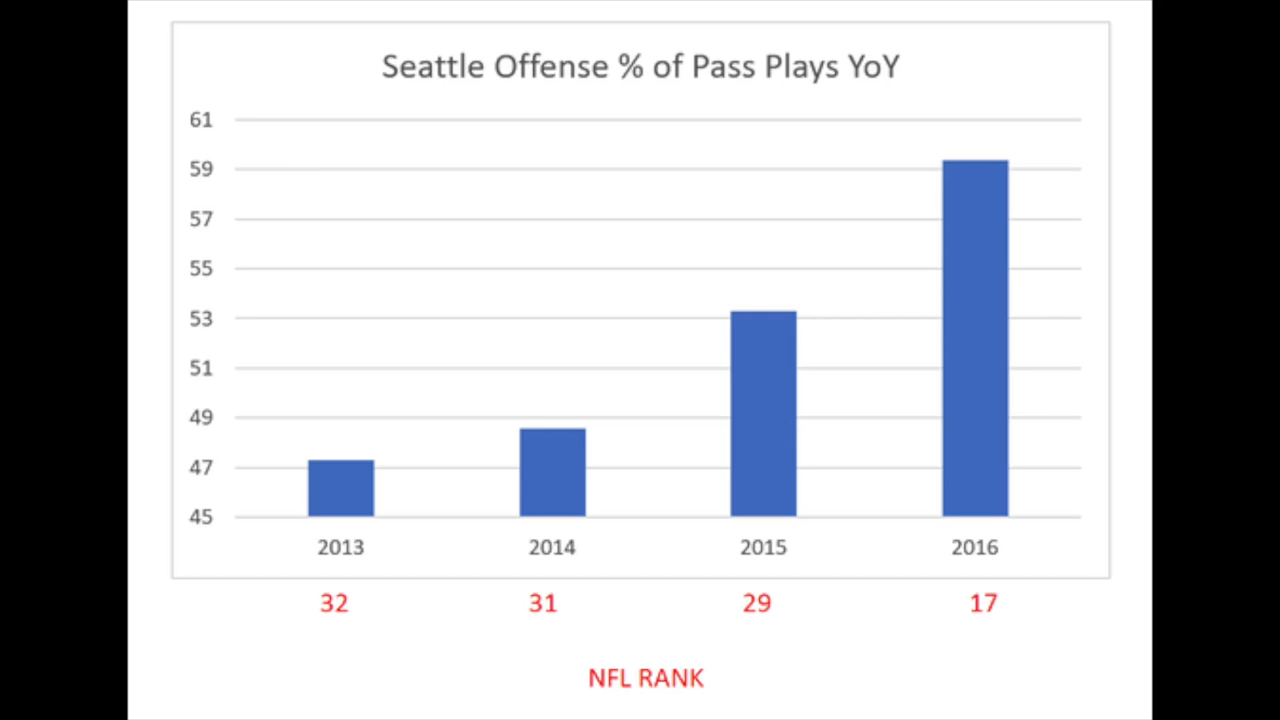 Seattle Offense % of Pass Plays YoY
61
59
57
55
53
51
49
47
45
2013 2014 2015 2016
32 31 29 17
NFL RANK